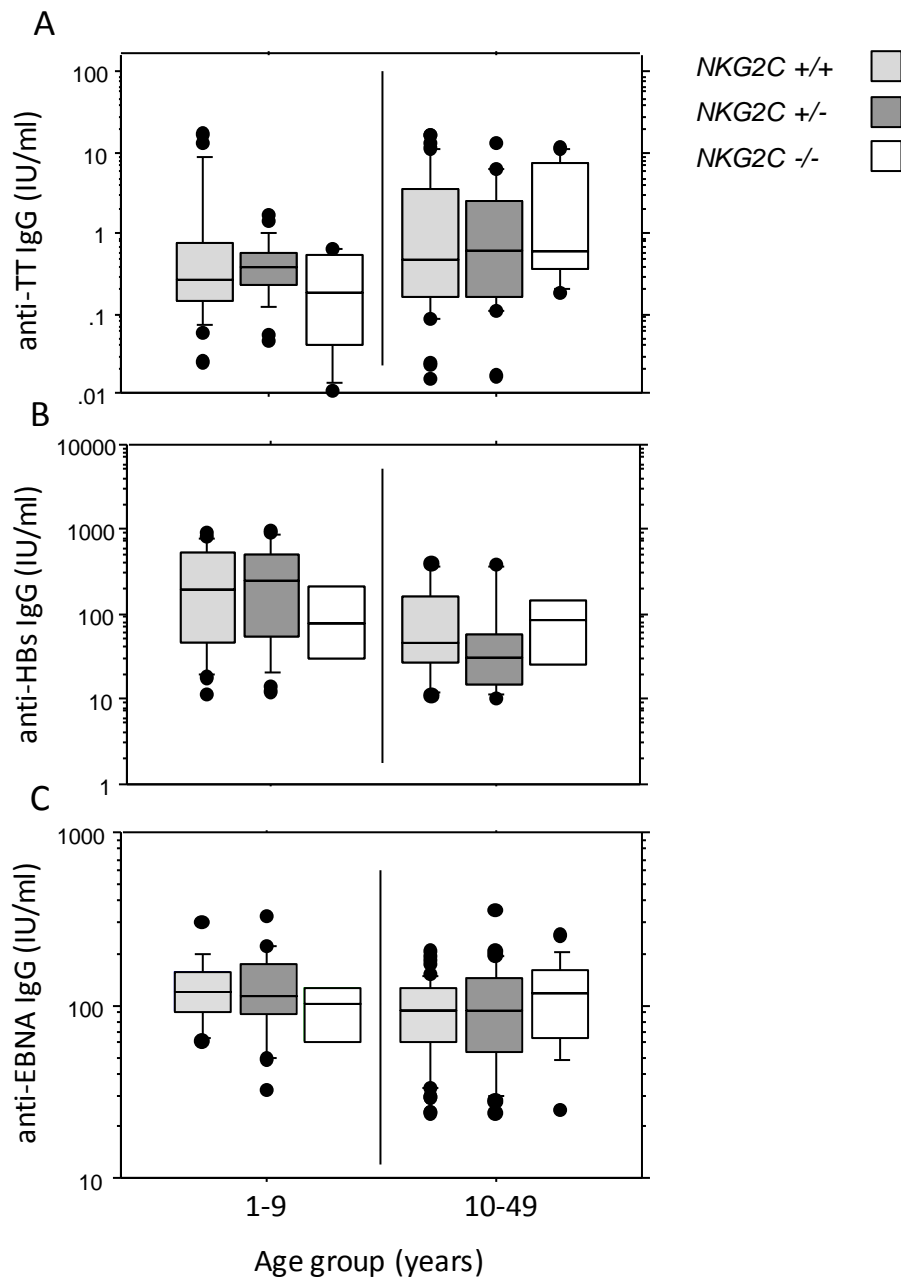 A
100
10
1
.1
.01
anti-TT IgG (IU/ml)
NKG2C +/+
NKG2C +/-
NKG2C -/-
B
10000
1000
100
10
1
anti-HBs IgG (IU/ml)
C
1000
100
10
anti-EBNA IgG (IU/ml)
1-9
10-49
Age group (years)